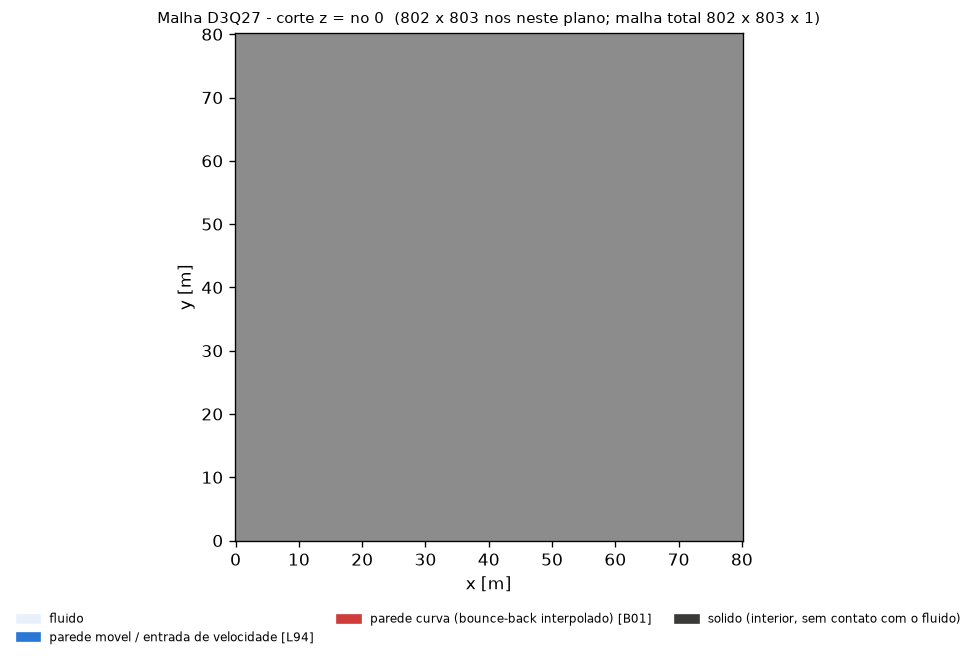 Malha D3Q27 - corte z = no 0  (802 x 803 nos neste plano; malha total 802 x 803 x 1)
80
70
60
50
40
30
20
10
0
y [m]
0 10 20 30 40 50 60 70 80
x [m]
fluido
parede movel / entrada de velocidade [L94]
parede curva (bounce-back interpolado) [B01]
solido (interior, sem contato com o fluido)